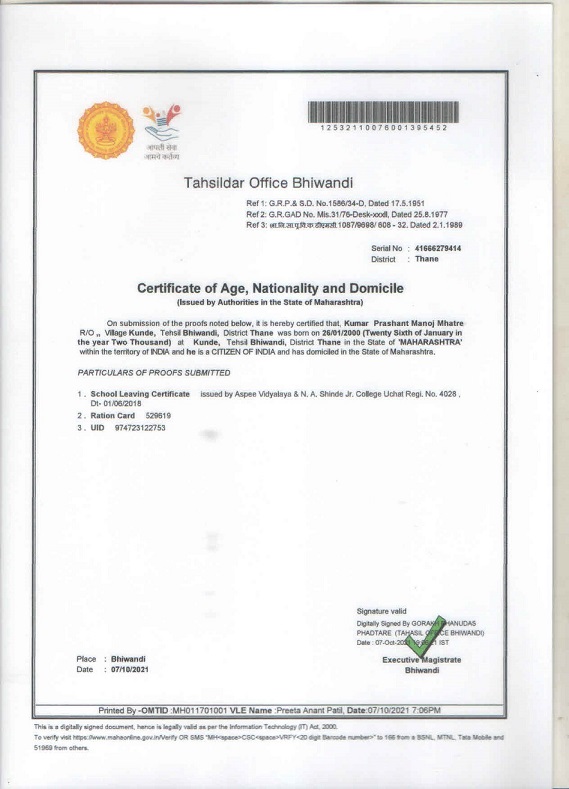 आपली सेवा
आमचे कर्तव्य
12532110076001395452
Tahsildar Office Bhiwandi
Ref 1: G.R.P.& S.D. No.1586/34-D, Dated 17.5.1951
Ref 2: G.R.GAD No. Mis.31/76-Desk-xxxII, Dated 25.8.1977
Ref 3: 1087/9698/ 608 - 32, Dated 2.1.1989
Serial No : 41666279414
District : Thane
Certificate of Age, Nationality and Domicile
(Issued by Authorities in the State of Maharashtra)
On submission of the proofs noted below, it is hereby certified that, Kumar Prashant Manoj Mhatre
R/O ,, Village Kunde, Tehsil Bhiwandi, District Thane was born on 26/01/2000 (Twenty Sixth of January in
the year Two Thousand) at Kunde, Tehsil Bhiwandi, District Thane in the State of 'MAHARASHTRA'
within the territory of INDIA and he is a CITIZEN OF INDIA and has domiciled in the State of Maharashtra.
PARTICULARS OF PROOFS SUBMITTED
1 . School Leaving Certificate issued by Aspee Vidyalaya & N. A. Shinde Jr. College Uchat Regi. No. 4028 ,
Dt- 01/06/2018
2 . Ration Card 529619
3 . UID 974723122753
Signature valid
Digitally Signed By GORAKH BHANUDAS
PHADTARE (TAHASIL OFFICE BHIWANDI)
Date : 07-Oct-2021 IST
Executive Magistrate
Bhiwandi
Place : Bhiwandi
Date : 07/10/2021
Printed By -OMTID :MH011701001 VLE Name :Preeta Anant Patil, Date:07/10/2021 7:06PM
This is a digitally signed document, hence is legally valid as per the Information Technology (IT) Act, 2000.
To verify visit https://www.mahaonline.gov.in/Verify OR SMS "MH<space>CSC<space>VRFY<20 digit Barcode number>" to 166 from a BSNL, MTNL, Tata Mobile and
51969 from others.